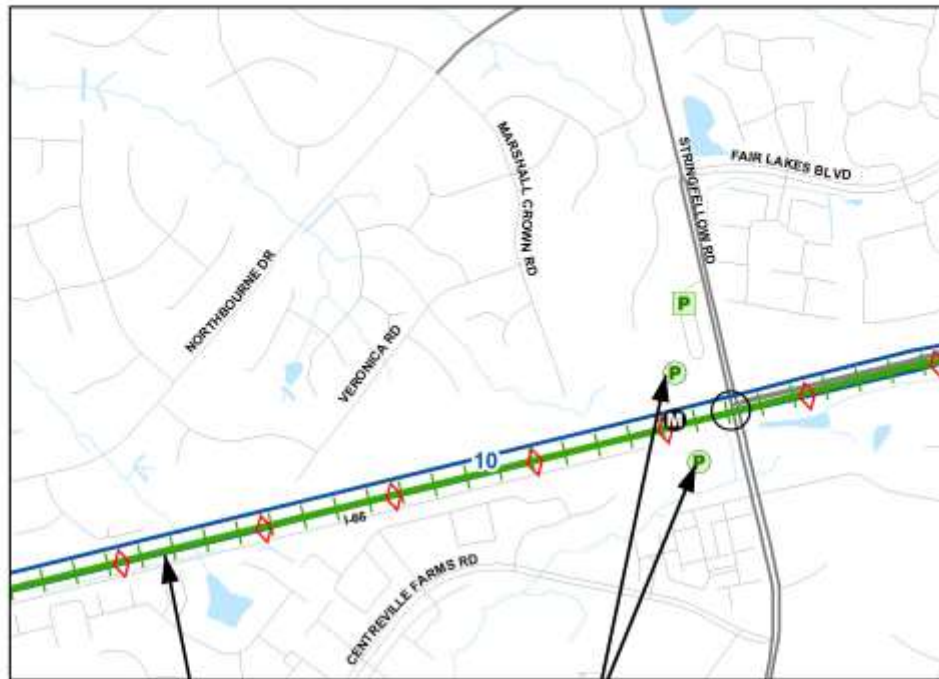 MARSHALL CROWN RD
STRINGFELLOW RD
FAIR LAKES BLVD
NORTHBOURNE DR
VERONICA RD
P
P
M
P
10
I-66
CENTREVILLE FARMS RD